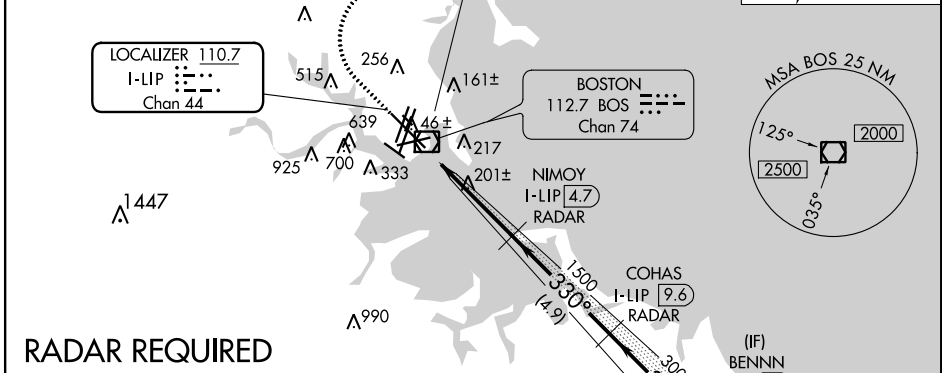 LOCALIZER 110.7
I-LIP
Chan 44
515
256
161±
BOSTON
112.7 BOS
Chan 74
MSA BOS 25 NM
125°
2000
2500
035°
46±
639
700
925
333
217
201±
1447
NIMOY
I-LIP 4.7
RADAR
1500
330°
(4.9)
COHAS
I-LIP 9.6
RADAR
990
RADAR REQUIRED
(IF)
BENNN